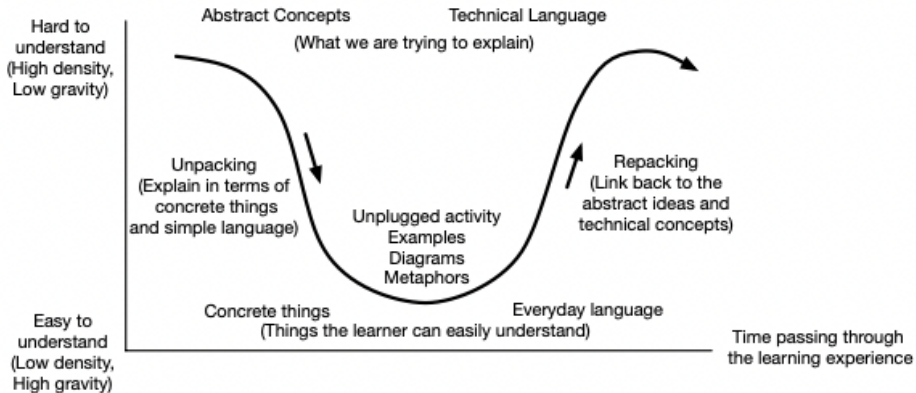 Abstract Concepts
Technical Language
(What we are trying to explain)
Hard to
understand
(High density,
Low gravity)
Unpacking
(Explain in terms of
concrete things
and simple language)
Repacking
(Link back to the
abstract ideas and
technical concepts)
Unplugged activity
Examples
Diagrams
Metaphors
Concrete things
Everyday language
(Things the learner can easily understand)
Easy to
understand
(Low density,
High gravity)
Time passing through
the learning experience